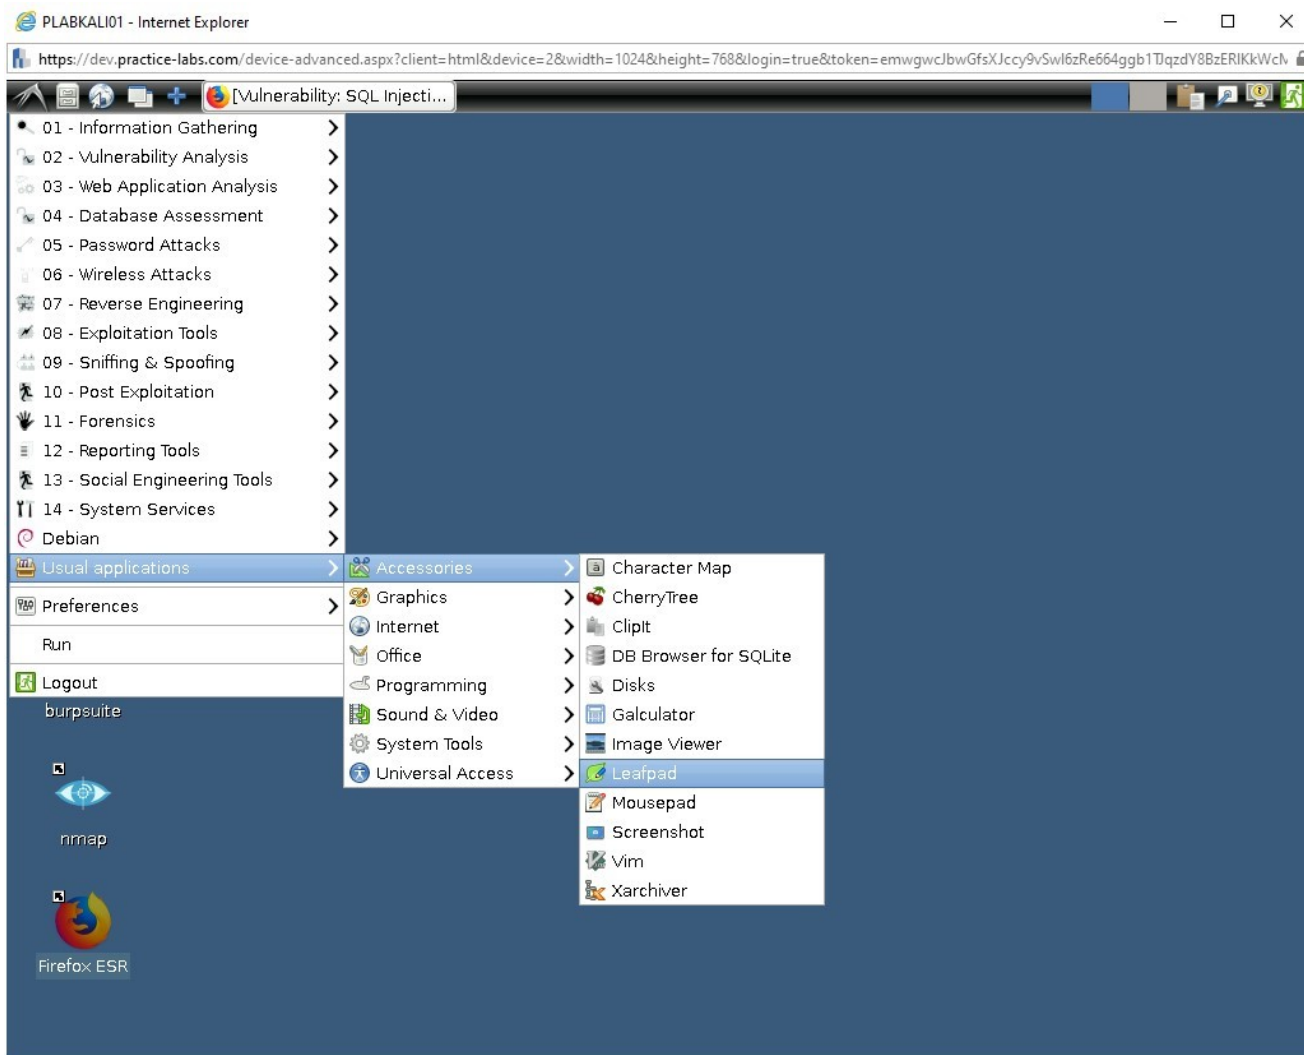 PLABKALI01 - Internet Explorer
https://dev.practice-labs.com/device-advanced.aspx?client=html&device=2&width=1024&height=768&login=true&token=
[Vulnerability: SQL Injecti...
01 - Information Gathering
02 - Vulnerability Analysis
03 - Web Application Analysis
04 - Database Assessment
05 - Password Attacks
06 - Wireless Attacks
07 - Reverse Engineering
08 - Exploitation Tools
09 - Sniffing & Spoofing
10 - Post Exploitation
11 - Forensics
12 - Reporting Tools
13 - Social Engineering Tools
14 - System Services
Debian
Usual applications
Preferences
Run
Logout
Accessories
Graphics
Internet
Office
Programming
Sound & Video
System Tools
Universal Access
Character Map
CherryTree
ClipIt
DB Browser for SQLite
Disks
Galculator
Image Viewer
Leafpad
Mousepad
Screenshot
Vim
Xarchiver
burpsuite
nmap
Firefox ESR